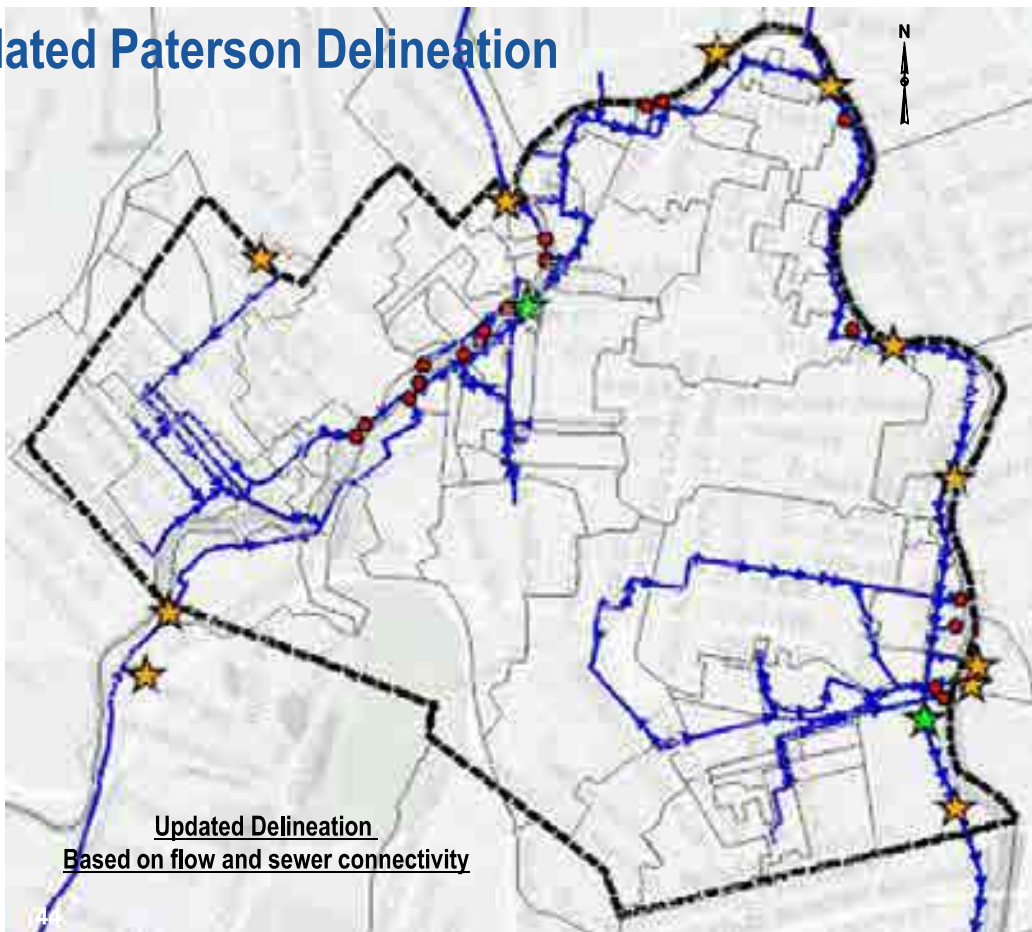 lated Paterson Delineation
N
Updated Delineation
Based on flow and sewer connectivity
44